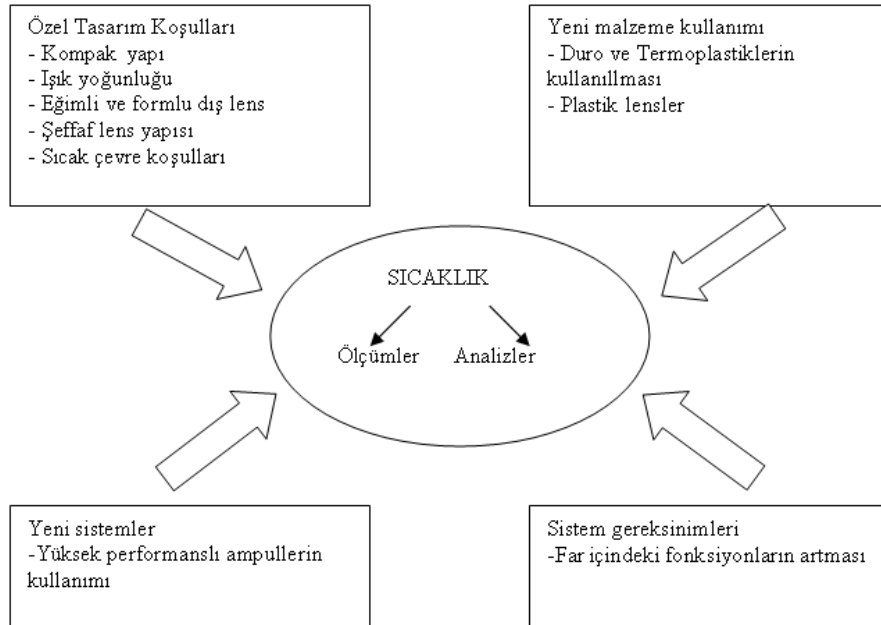 Özel Tasarım Koşulları
- Kompak yapı
- Işık yoğunluğu
- Eğimli ve formlu dış lens
- Şeffaf lens yapısı
- Sıcak çevre koşulları
Yeni malzeme kullanımı
- Duro ve Termoplastiklerin
kullanıllması
- Plastik lensler
SICAKLIK
Ölçümler
Analizler
Yeni sistemler
-Yüksek performanslı ampullerin
kullanımı
Sistem gereksinimleri
-Far içindeki fonksiyonların artması